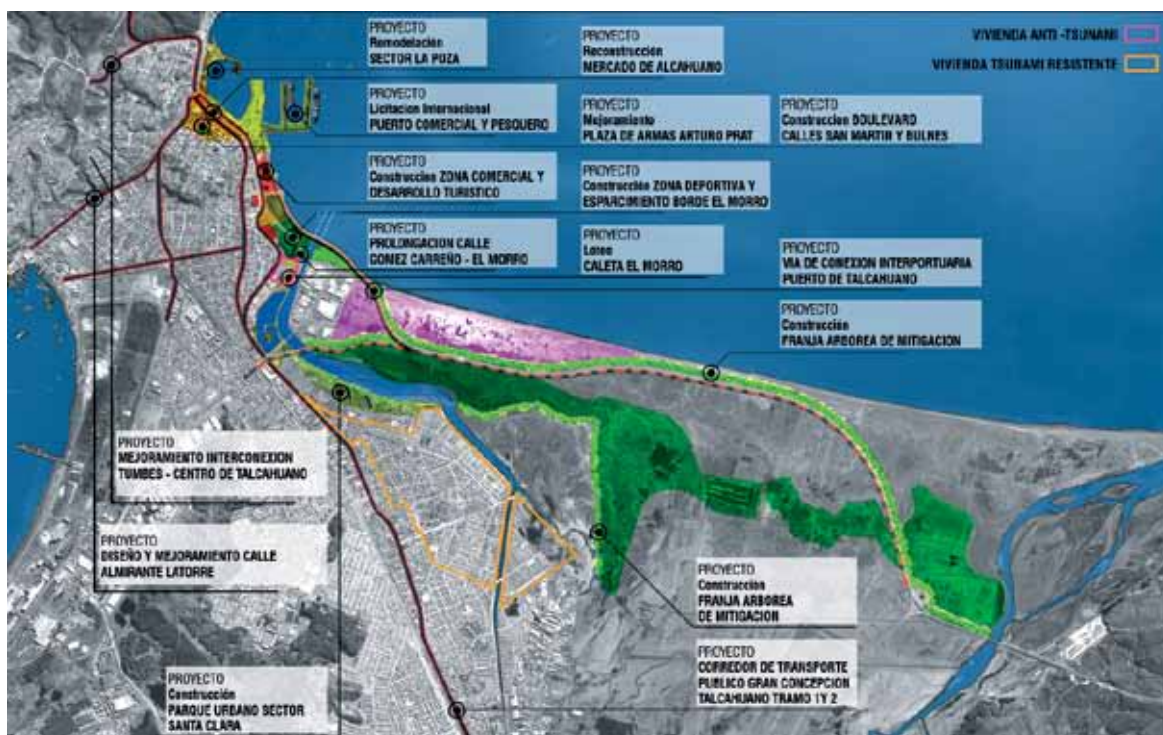 PROYECTO
Remodelación
SECTOR LA POZA
PROYECTO
Reconstrucción
MERCADO DE ALCAHUANO
VIVIENDA ANTI -TSUNAMI
VIVIENDA TSUNAMI RESISTENTE
PROYECTO
Licitacion Internacional
PUERTO COMERCIAL Y PESQUERO
PROYECTO
Mejoramiento
PLAZA DE ARMAS ARTURO PRAT
PROYECTO
Construccion BOULEVARD
CALLES SAN MARTIN Y BULNES
PROYECTO
Construccion ZONA COMERCIAL Y
DESARROLLO TURISTICO
PROYECTO
Construcción ZONA DEPORTIVA Y
ESPARCIMIENTO BORDE EL MORRO
PROYECTO
PROLONGACION CALLE
GOMEZ CARREÑO - EL MORRO
PROYECTO
Loteo
CALETA EL MORRO
PROYECTO
VIA DE CONEXION INTERPORTUARIA
PUERTO DE TALCAHUANO
PROYECTO
Construcción
FRANJA ARBOREA DE MITIGACION
PROYECTO
MEJORAMIENTO INTERCONEXION
TUMBES - CENTRO DE TALCAHUANO
PROYECTO
DISEÑO Y MEJORAMIENTO CALLE
ALMIRANTE LATORRE
PROYECTO
Construcción
FRANJA ARBOREA
DE MITIGACION
PROYECTO
CORREDOR DE TRANSPORTE
PUBLICO GRAN CONCEPCION
TALCAHUANO TRAMO 1Y 2
PROYECTO
Construcción
PARQUE URBANO SECTOR
SANTA CLARA